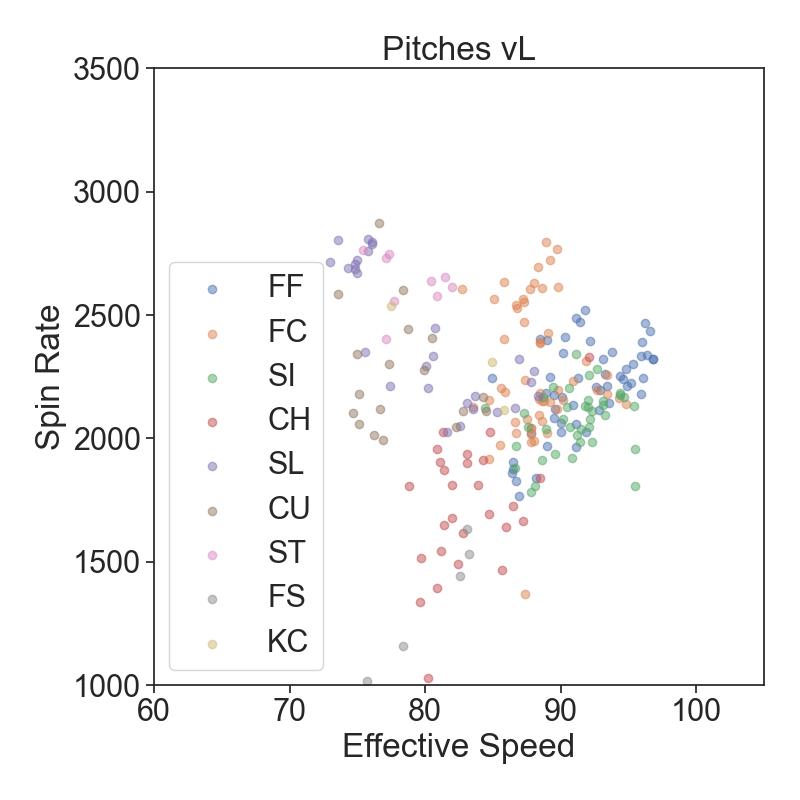 Pitches vL
3500
3000
2500
2000
1500
1000
Spin Rate
FF
FC
SI
CH
SL
CU
ST
FS
KC
60
70
80
90
100
Effective Speed